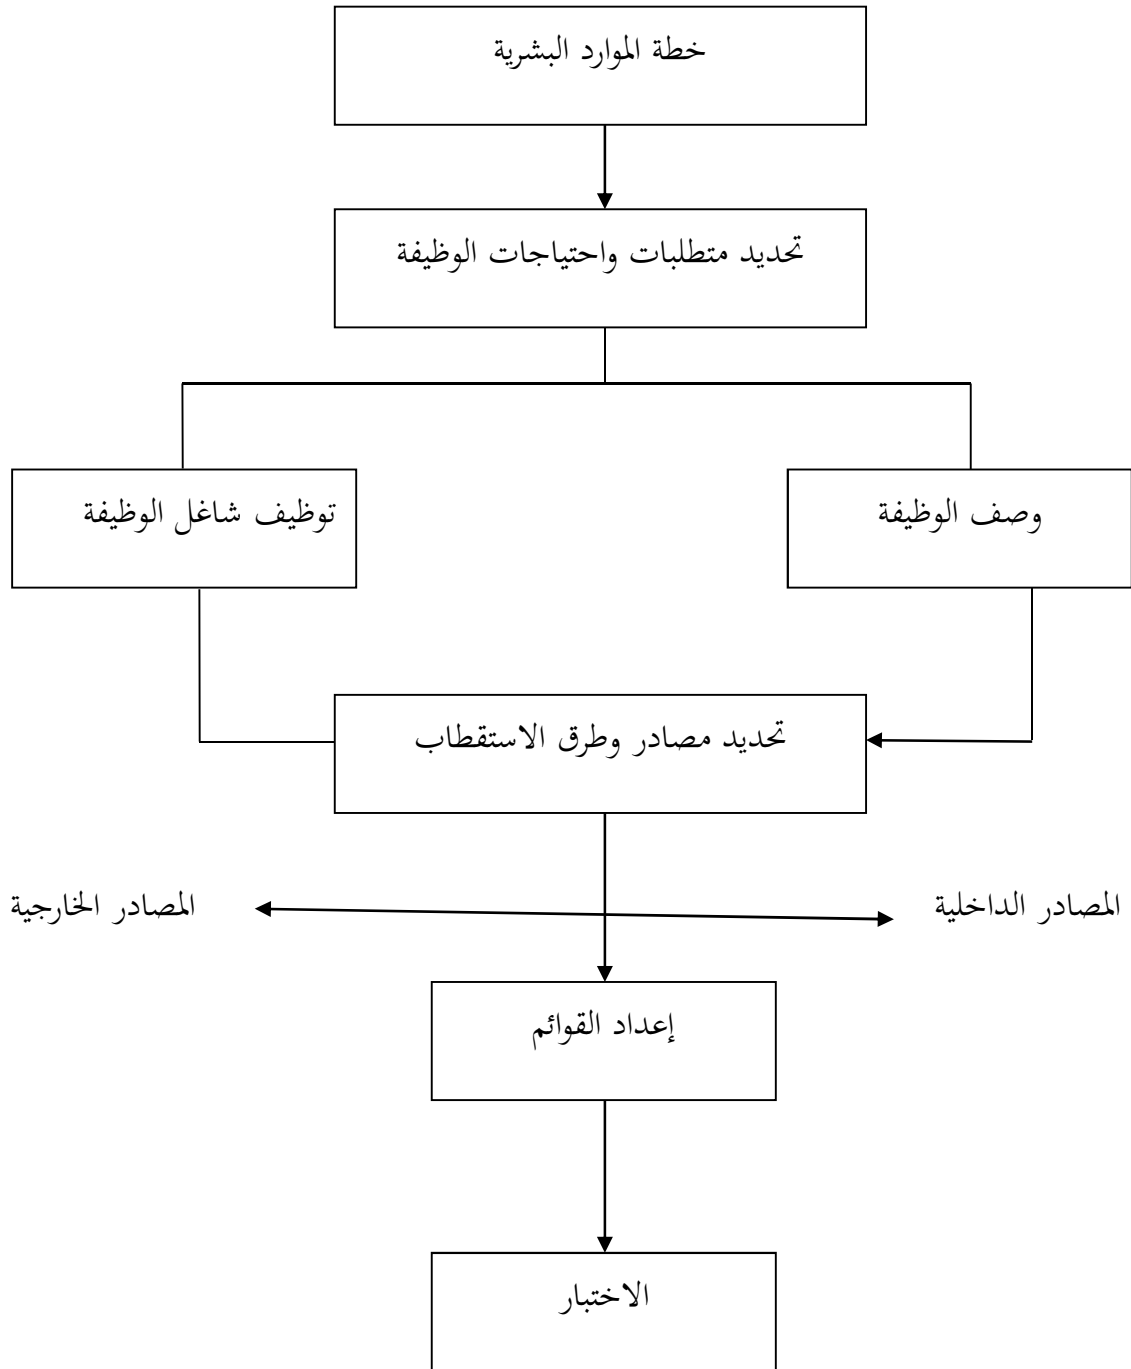 خطة الموارد البشرية
تحديد متطلبات واحتياجات الوظيفة
وصف الوظيفة
توظيف شاغل الوظيفة
تحديد مصادر وطرق الاستقطاب
المصادر الداخلية
المصادر الخارجية
إعداد القوائم
الاختبار